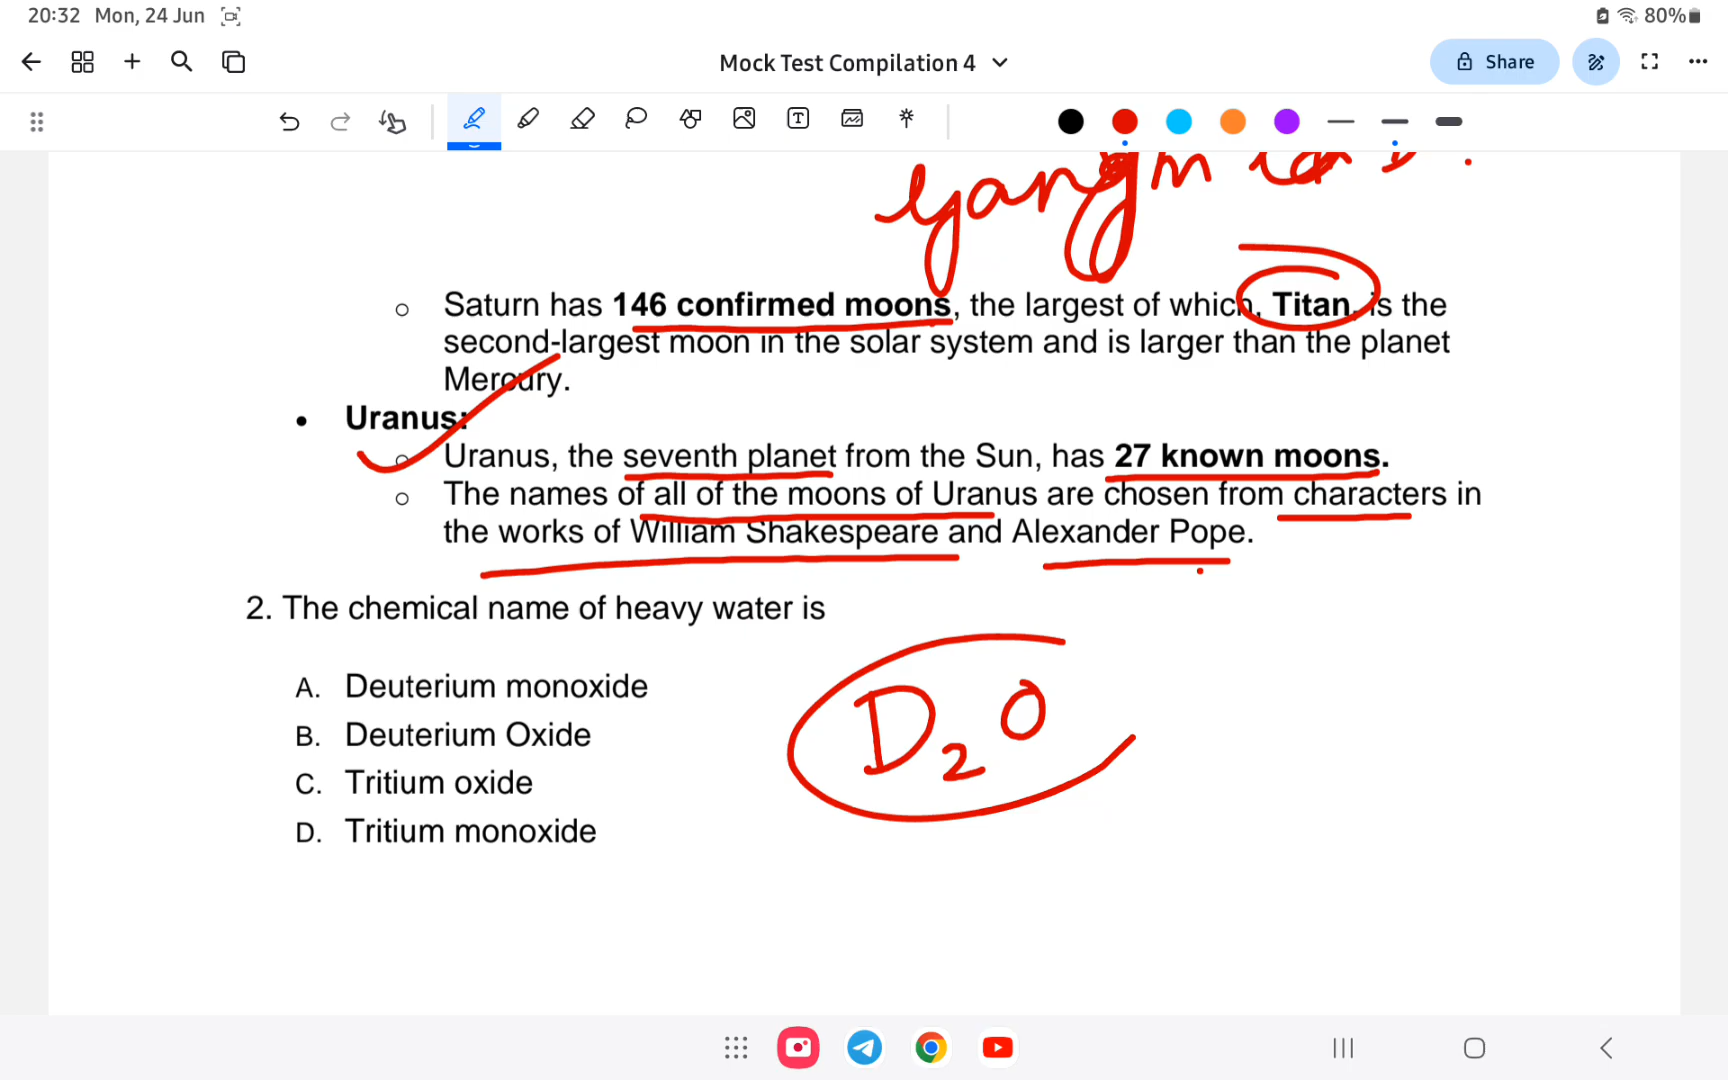 20:32 Mon, 24 Jun
80%
Mock Test Compilation 4
Share
Saturn has 146 confirmed moons, the largest of which, Titan, is the
second-largest moon in the solar system and is larger than the planet
Mercury.
Uranus:
Uranus, the seventh planet from the Sun, has 27 known moons.
The names of all of the moons of Uranus are chosen from characters in
the works of William Shakespeare and Alexander Pope.
2. The chemical name of heavy water is
A. Deuterium monoxide
B. Deuterium Oxide
C. Tritium oxide
D. Tritium monoxide
D₂O